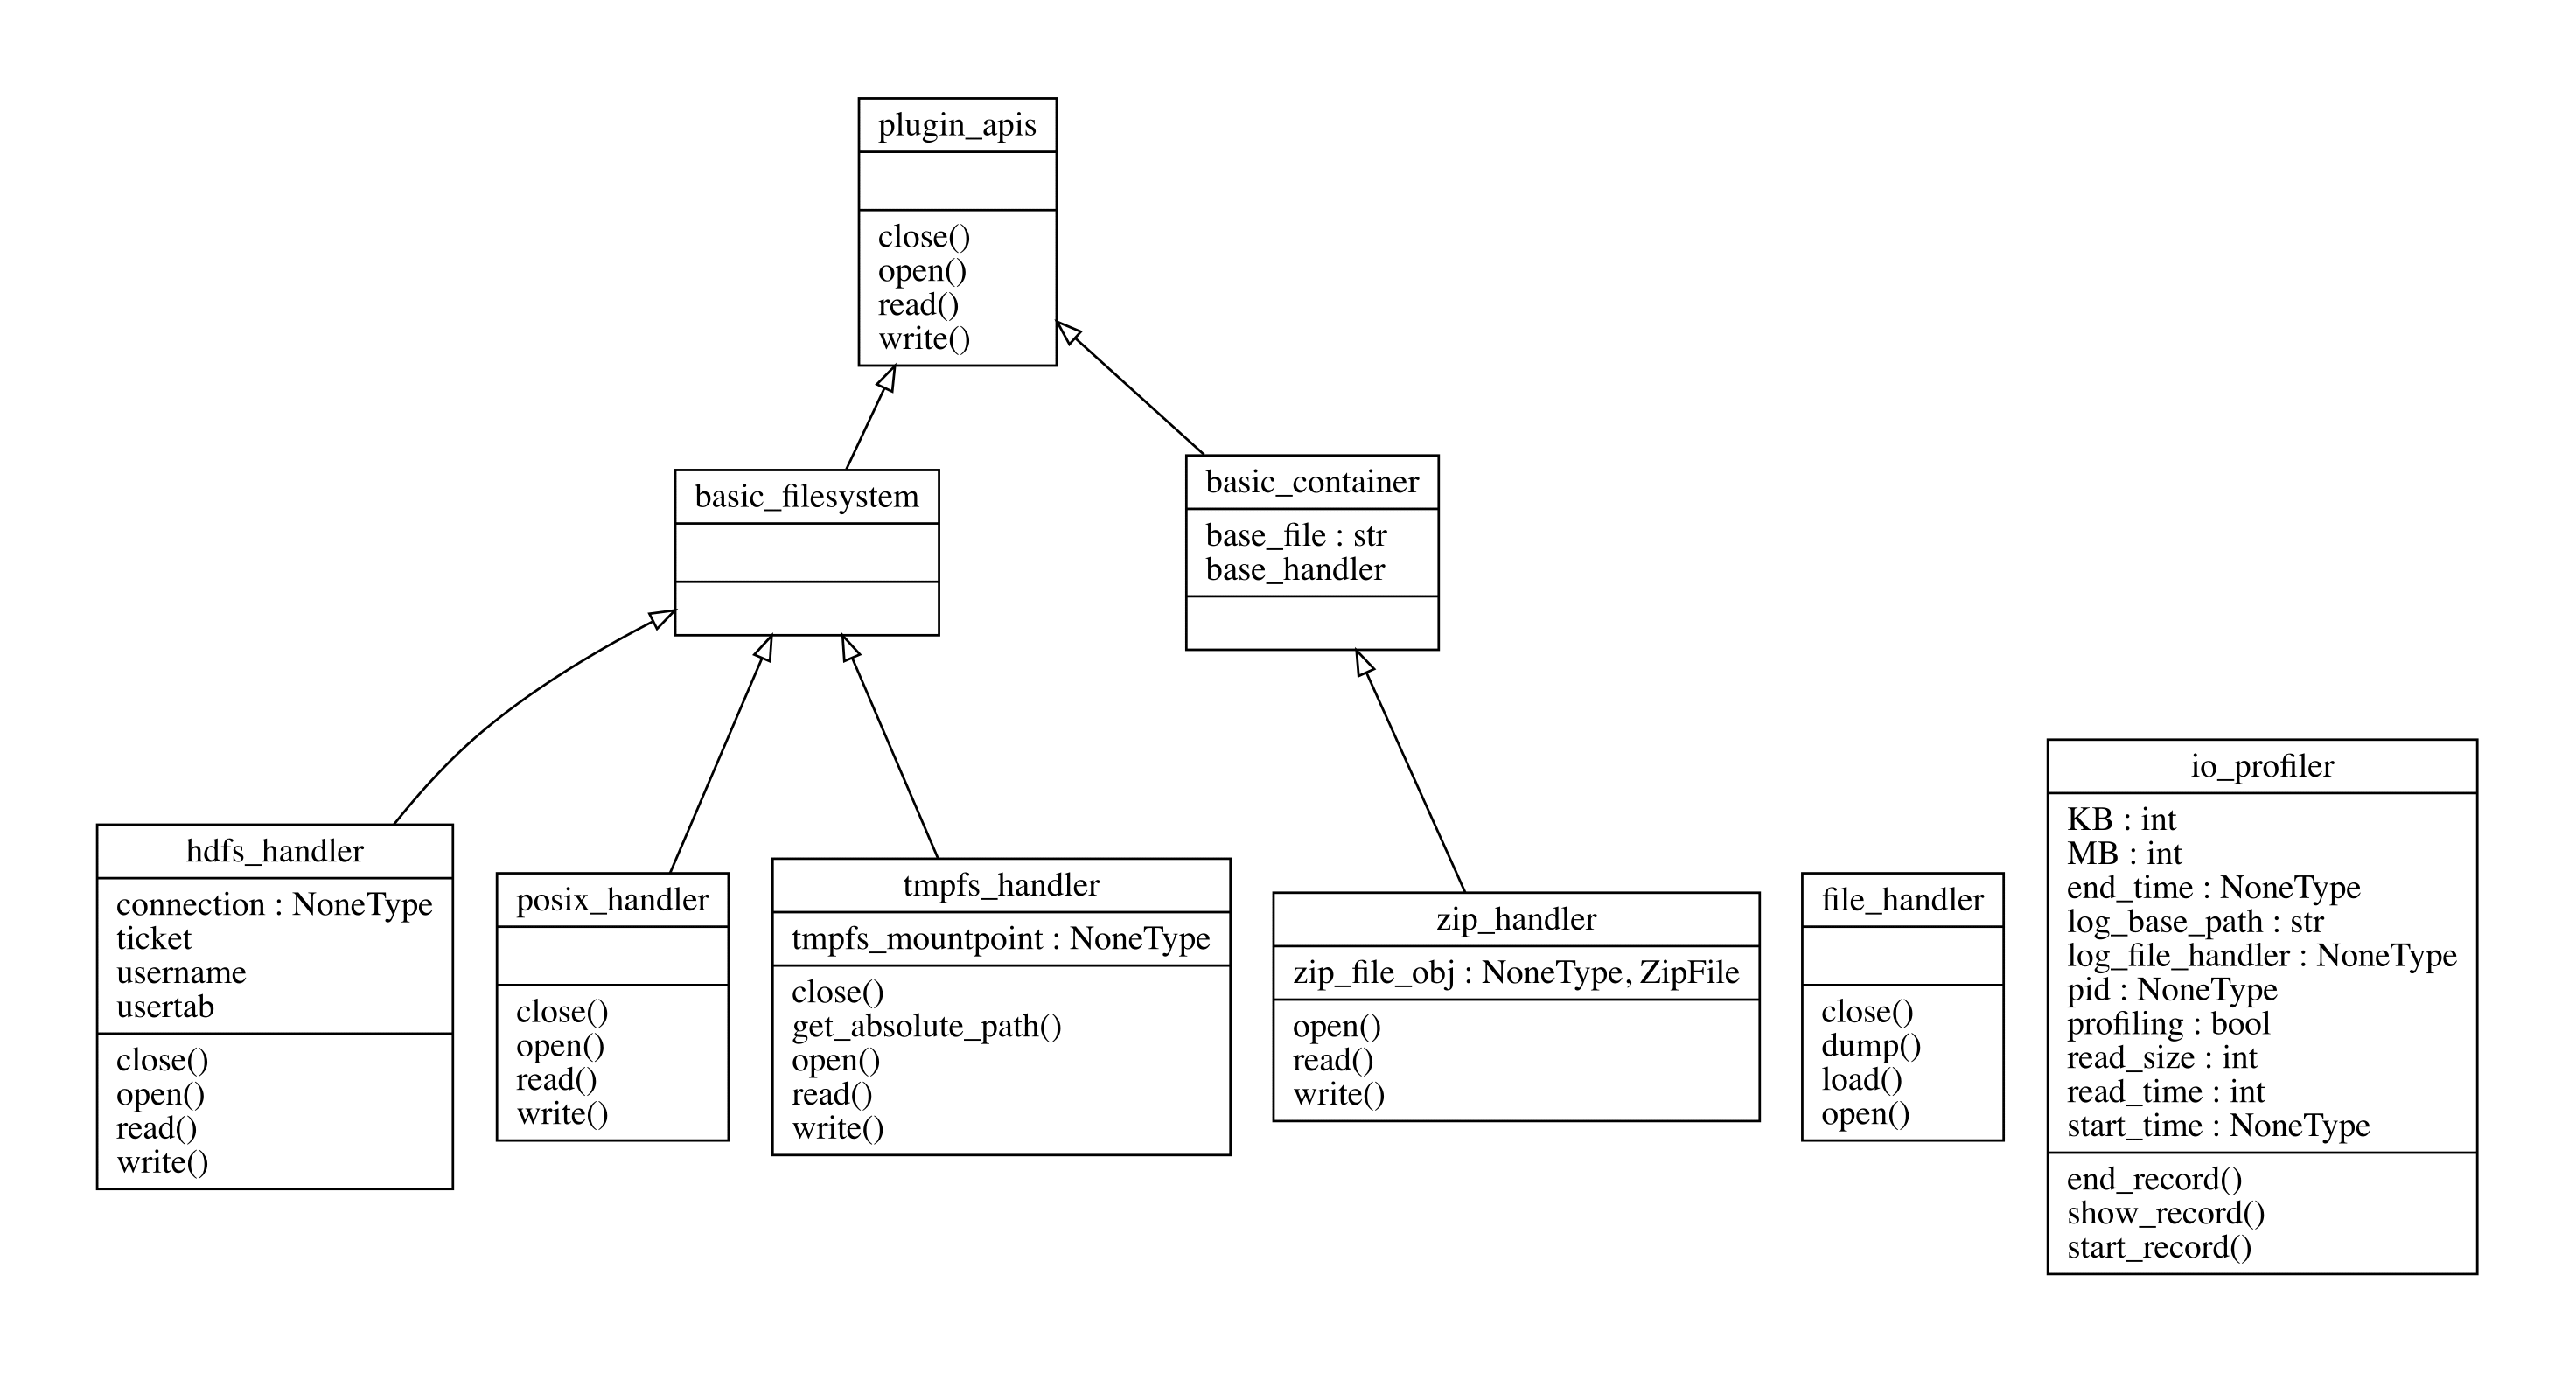 plugin_apis
close()
open()
read()
write()
basic_filesystem
basic_container
base_file : str
base_handler
hdfs_handler
connection : NoneType
ticket
username
usertab
close()
open()
read()
write()
posix_handler
close()
open()
read()
write()
tmpfs_handler
tmpfs_mountpoint : NoneType
close()
get_absolute_path()
open()
read()
write()
zip_handler
zip_file_obj : NoneType, ZipFile
open()
read()
write()
file_handler
close()
dump()
load()
open()
io_profiler
KB : int
MB : int
end_time : NoneType
log_base_path : str
log_file_handler : NoneType
pid : NoneType
profiling : bool
read_size : int
read_time : int
start_time : NoneType
end_record()
show_record()
start_record()